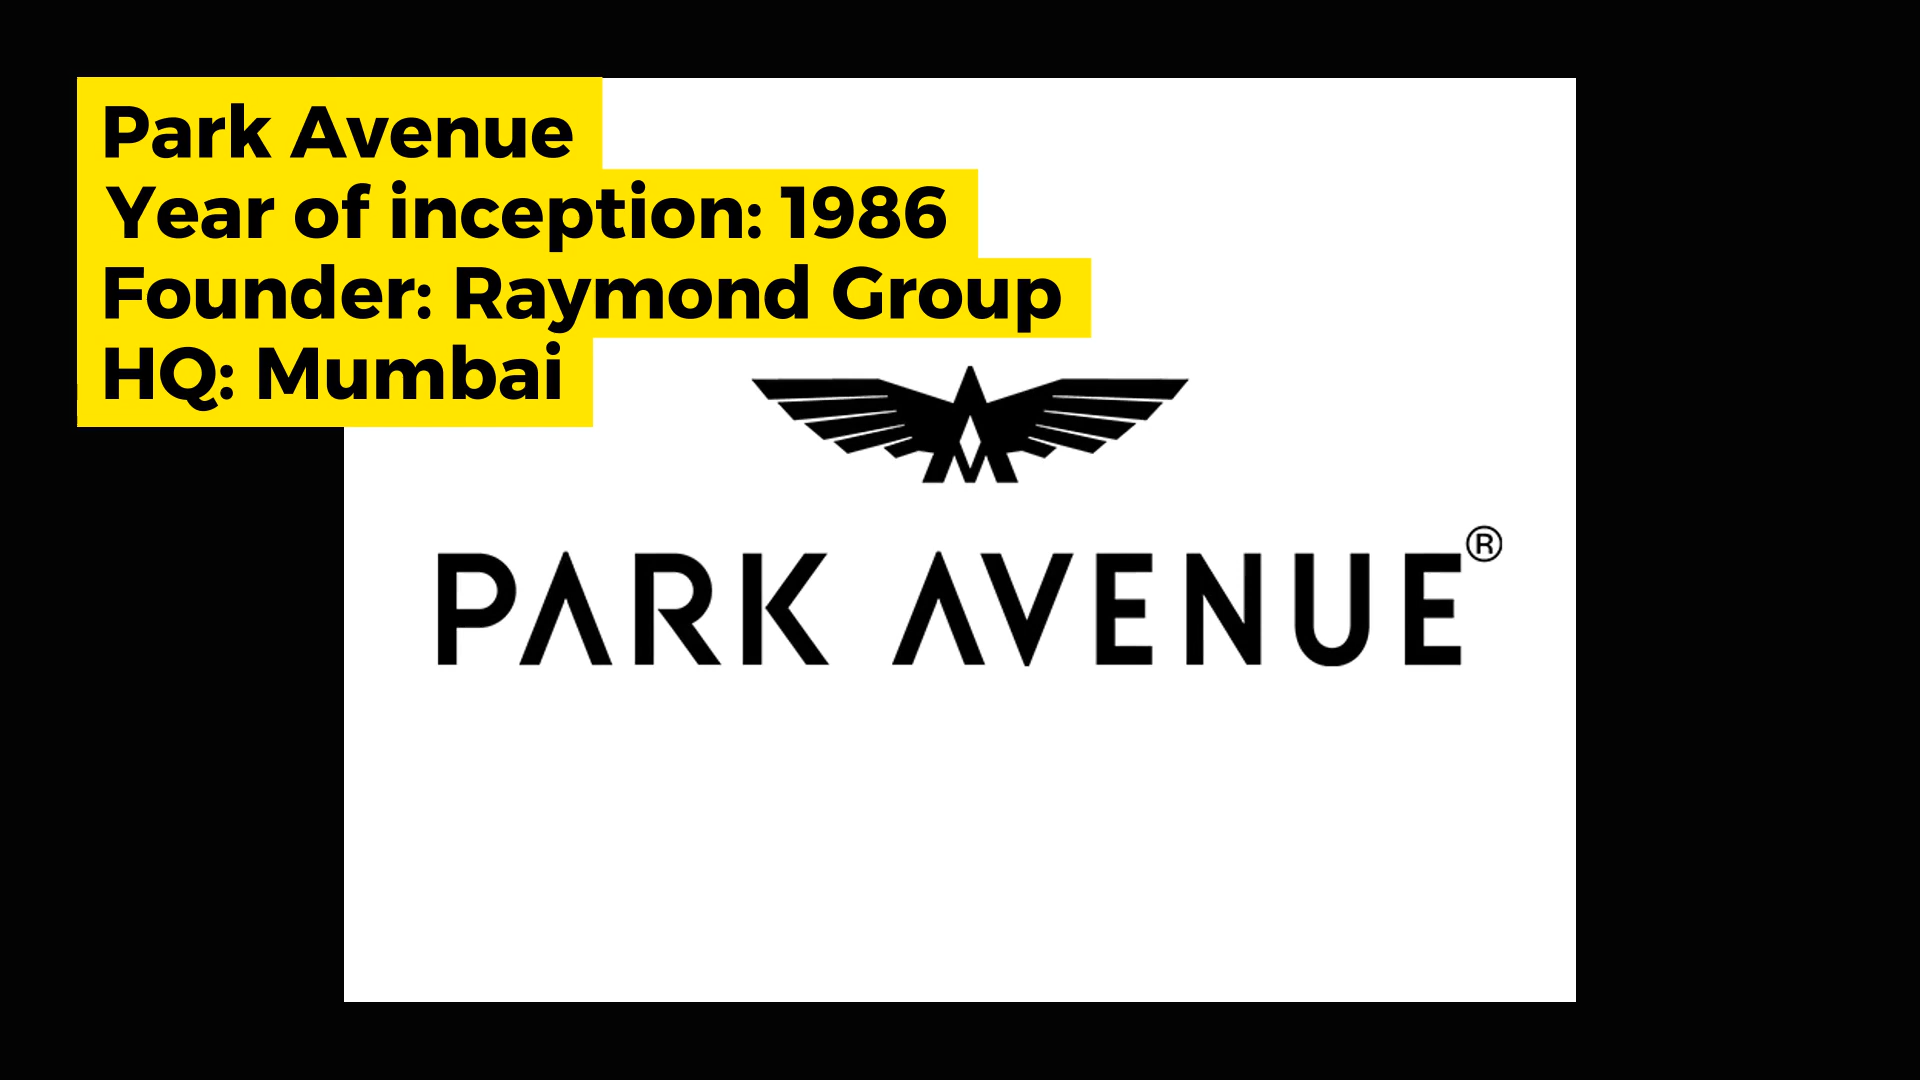 Park Avenue
Year of inception: 1986
Founder: Raymond Group
HQ: Mumbai
PARK AVENUE®